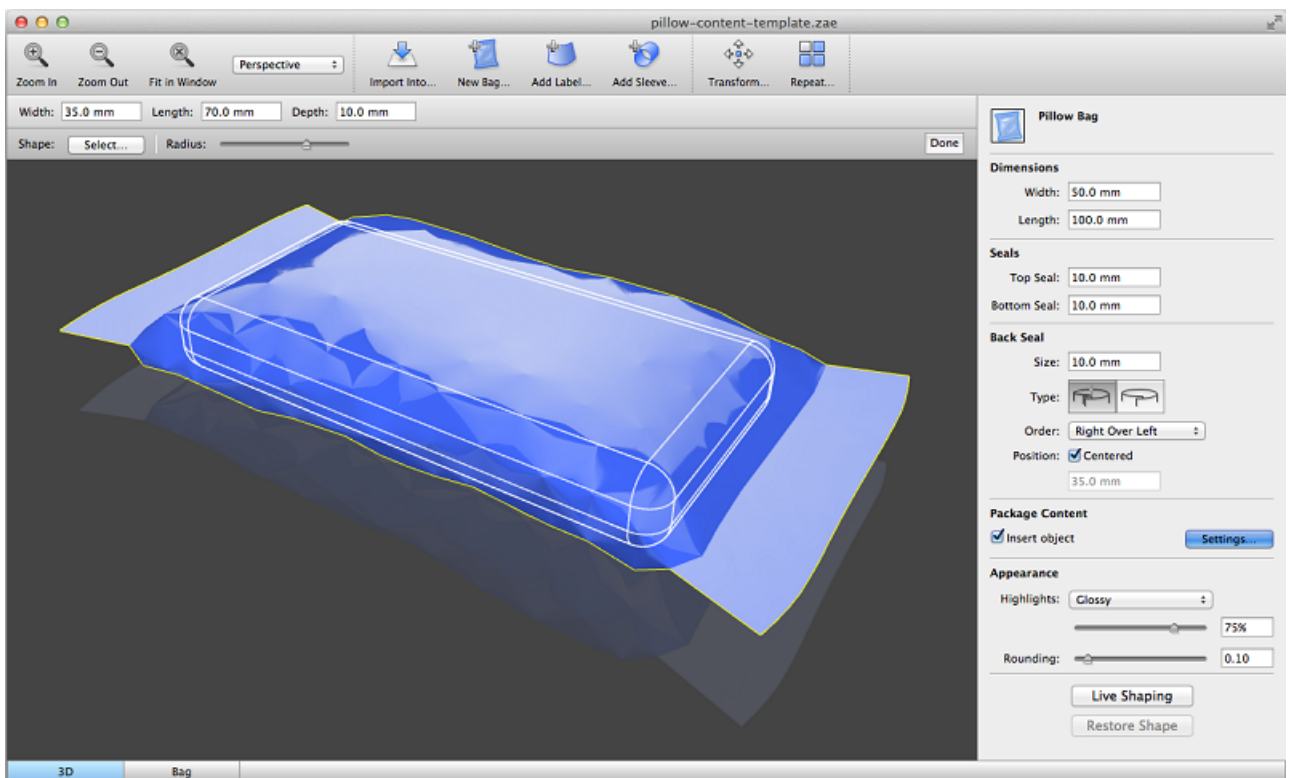 pillow-content-template.zae
Zoom In Zoom Out Fit in Window Perspective Import Into... New Bag... Add Label... Add Sleeve... Transform... Repeat...
Width: 35.0 mm Length: 70.0 mm Depth: 10.0 mm
Shape: Select... Radius: Done
Pillow Bag
Dimensions
Width: 50.0 mm
Length: 100.0 mm
Seals
Top Seal: 10.0 mm
Bottom Seal: 10.0 mm
Back Seal
Size: 10.0 mm
Type:
Order: Right Over Left
Position: Centered
35.0 mm
Package Content
Insert object Settings...
Appearance
Highlights: Glossy
75%
Rounding: 0.10
Live Shaping
Restore Shape
3D Bag